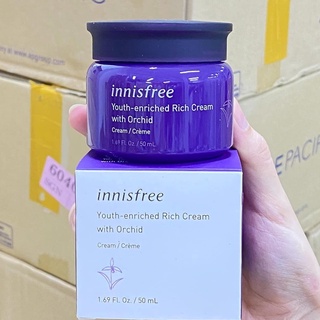 innisfree
Youth-enriched Rich Cream
with Orchid
Cream / Crème
1.69 Fl. Oz. / 50 mL
innisfree
Youth-enriched Rich Cream
with Orchid
Cream / Crème
1.69 Fl. Oz. / 50 mL
PACIFIC